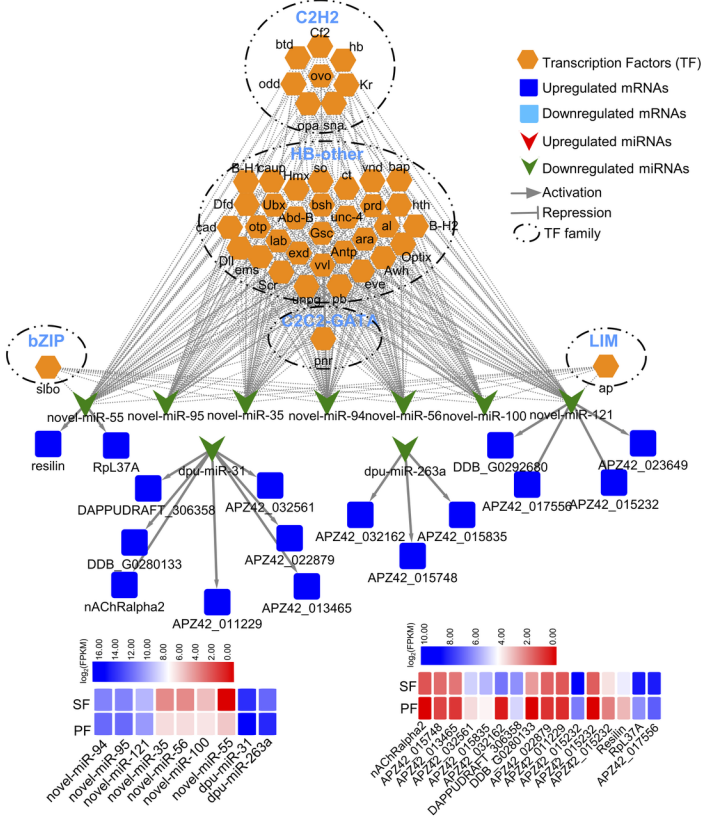 C2H2
Cf2
btd
hb
ovo
odd
Kr
opa
sna
Transcription Factors (TF)
Upregulated mRNAs
Downregulated mRNAs
Upregulated miRNAs
Downregulated miRNAs
Activation
Repression
TF family
HB-other
B-H1
caup
Hmx
so
ct
vnd
bap
Dfd
Ubx
Abd-B
bsh
unc-4
prd
hth
cad
otp
lab
Gsc
ara
al
B-H2
Dll
ems
exd
vvl
Antp
Awh
Optix
Scr
unpg
pb
eve
C2C2-GATA
pnr
bZIP
slbo
LIM
ap
novel-miR-55
novel-miR-95
novel-miR-35
novel-miR-94
novel-miR-56
novel-miR-100
novel-miR-121
resilin
RpL37A
dpu-miR-31
dpu-miR-263a
DDB_G0292680
APZ42_023649
APZ42_017556
APZ42_015232
DAPPUDRAFT_306358
APZ42_032561
DDB_G0280133
APZ42_022879
nAChRalpha2
APZ42_011229
APZ42_013465
APZ42_032162
APZ42_015835
APZ42_015748
log2(FPKM)
16.00
14.00
12.00
10.00
8.00
6.00
4.00
2.00
0.00
SF
PF
novel-miR-94
novel-miR-95
novel-miR-121
novel-miR-35
novel-miR-56
novel-miR-100
novel-miR-55
dpu-miR-31
dpu-miR-263a
log2(FPKM)
10.00
8.00
6.00
4.00
2.00
0.00
SF
PF
nAChRalpha2
APZ42_015748
APZ42_013465
APZ42_032561
APZ42_015835
APZ42_032162
DAPPUDRAFT_306358
DDB_G0280133
APZ42_022879
APZ42_011229
APZ42_015232
APZ42_015232
APZ42_015232
Resilin
RpL37A
APZ42_017556